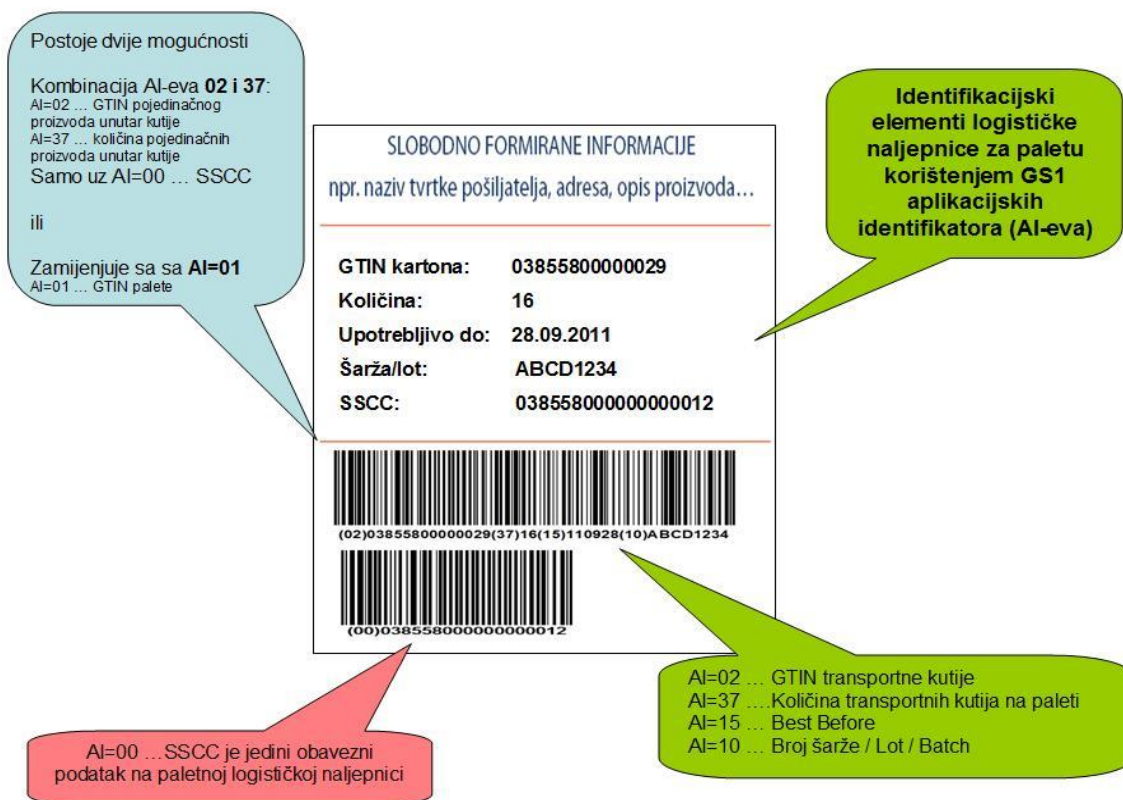 Postoje dvije mogućnosti
Kombinacija AI-eva 02 i 37:
AI=02 ... GTIN pojedinačnog
proizvoda unutar kutije
AI=37 ... količina pojedinačnih
proizvoda unutar kutije
Samo uz AI=00 ... SSCC
ili
Zamijenjuje sa sa AI=01
AI=01 ... GTIN palete
Identifikacijski
elementi logističke
naljepnice za paletu
korištenjem GS1
aplikacijskih
identifikatora (AI-eva)
SLOBODNO FORMIRANE INFORMACIJE
npr. naziv tvrtke pošiljatelja, adresa, opis proizvoda...
GTIN kartona: 03855800000029
Količina: 16
Upotrebljivo do: 28.09.2011
Šarža/lot: ABCD1234
SSCC: 038558000000000012
(02)03855800000029(37)16(15)110928(10)ABCD1234
(00)038558000000000012
AI=02 ... GTIN transportne kutije
AI=37 ....Količina transportnih kutija na paleti
AI=15 ... Best Before
AI=10 ... Broj šarže / Lot / Batch
AI=00 ...SSCC je jedini obavezni
podatak na paletnoj logističkoj naljepnici